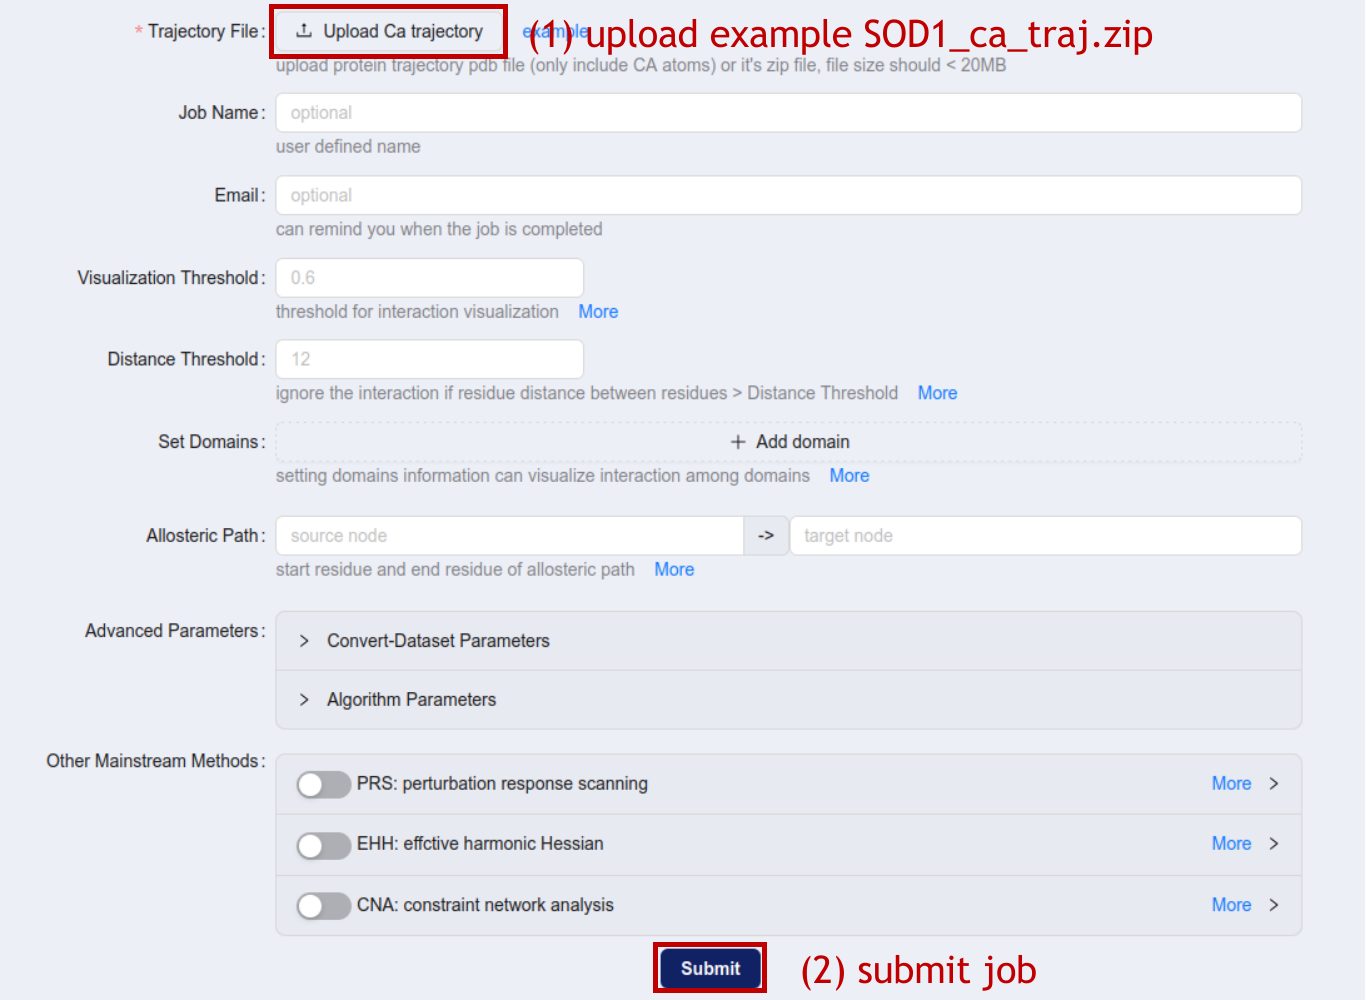 * Trajectory File: Upload Ca trajectory example (1) upload example SOD1_ca_traj.zip
upload protein trajectory pdb file (only include CA atoms) or it's zip file, file size should < 20MB
Job Name: optional
user defined name
Email: optional
can remind you when the job is completed
Visualization Threshold: 0.6
threshold for interaction visualization More
Distance Threshold: 12
ignore the interaction if residue distance between residues > Distance Threshold More
Set Domains: + Add domain
setting domains information can visualize interaction among domains More
Allosteric Path: source node -> target node
start residue and end residue of allosteric path More
Advanced Parameters: > Convert-Dataset Parameters
> Algorithm Parameters
Other Mainstream Methods: PRS: perturbation response scanning More >
EHH: effctive harmonic Hessian More >
CNA: constraint network analysis More >
Submit (2) submit job